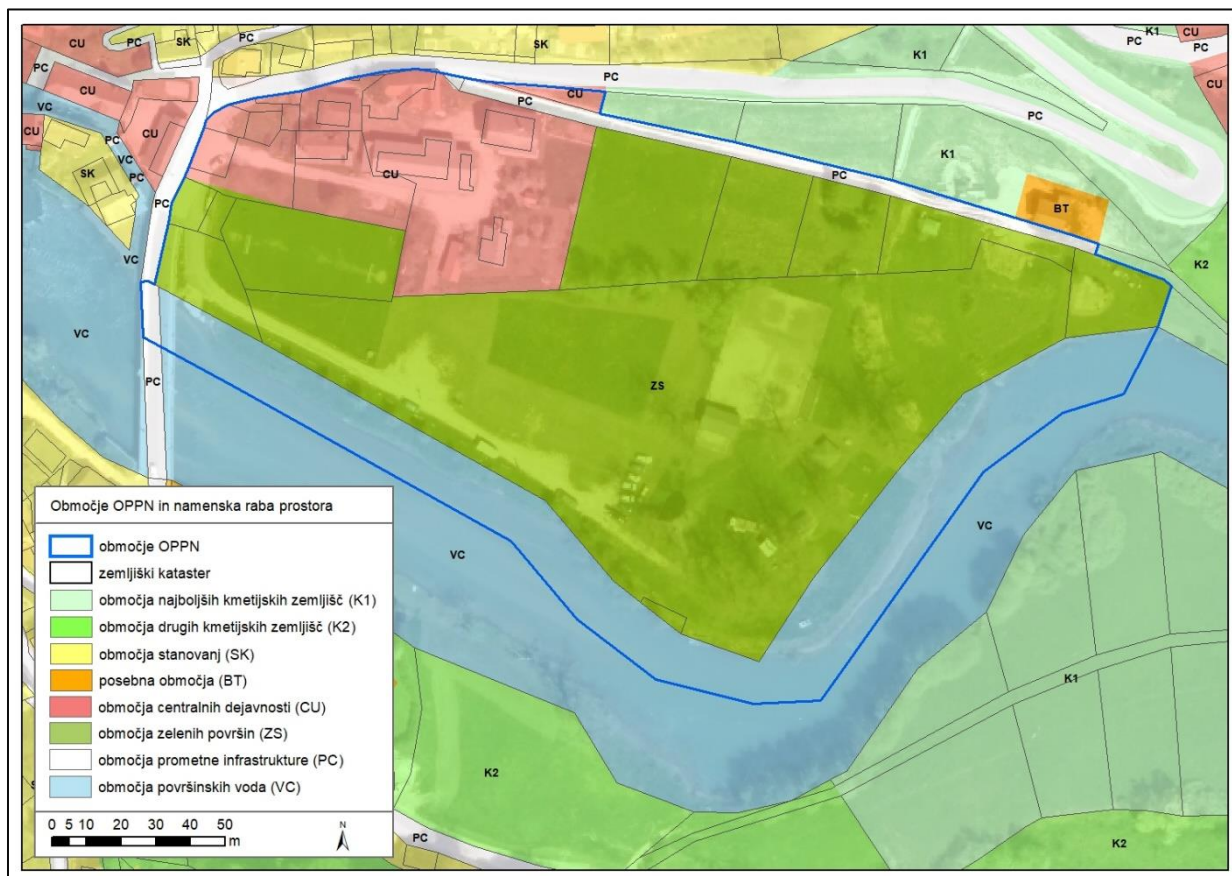 CU
PC
SK
PC
SK
K1
PC
K1
CU
PC
PC
PC
CU
PC
CU
PC
VC
CU
PC
CU
VC
CU
PC
K1
PC
VC
PC
SK
PC
BT
VC
K2
VC
PC
ZS
VC
VC
K1
K2
PC
K2
Območje OPPN in namenska raba prostora
območje OPPN
zemljiški kataster
območja najboljših kmetijskih zemljišč (K1)
območja drugih kmetijskih zemljišč (K2)
območja stanovanj (SK)
posebna območja (BT)
območja centralnih dejavnosti (CU)
območja zelenih površin (ZS)
območja prometne infrastrukture (PC)
območja površinskih voda (VC)
0 5 10 20 30 40 50
m
N